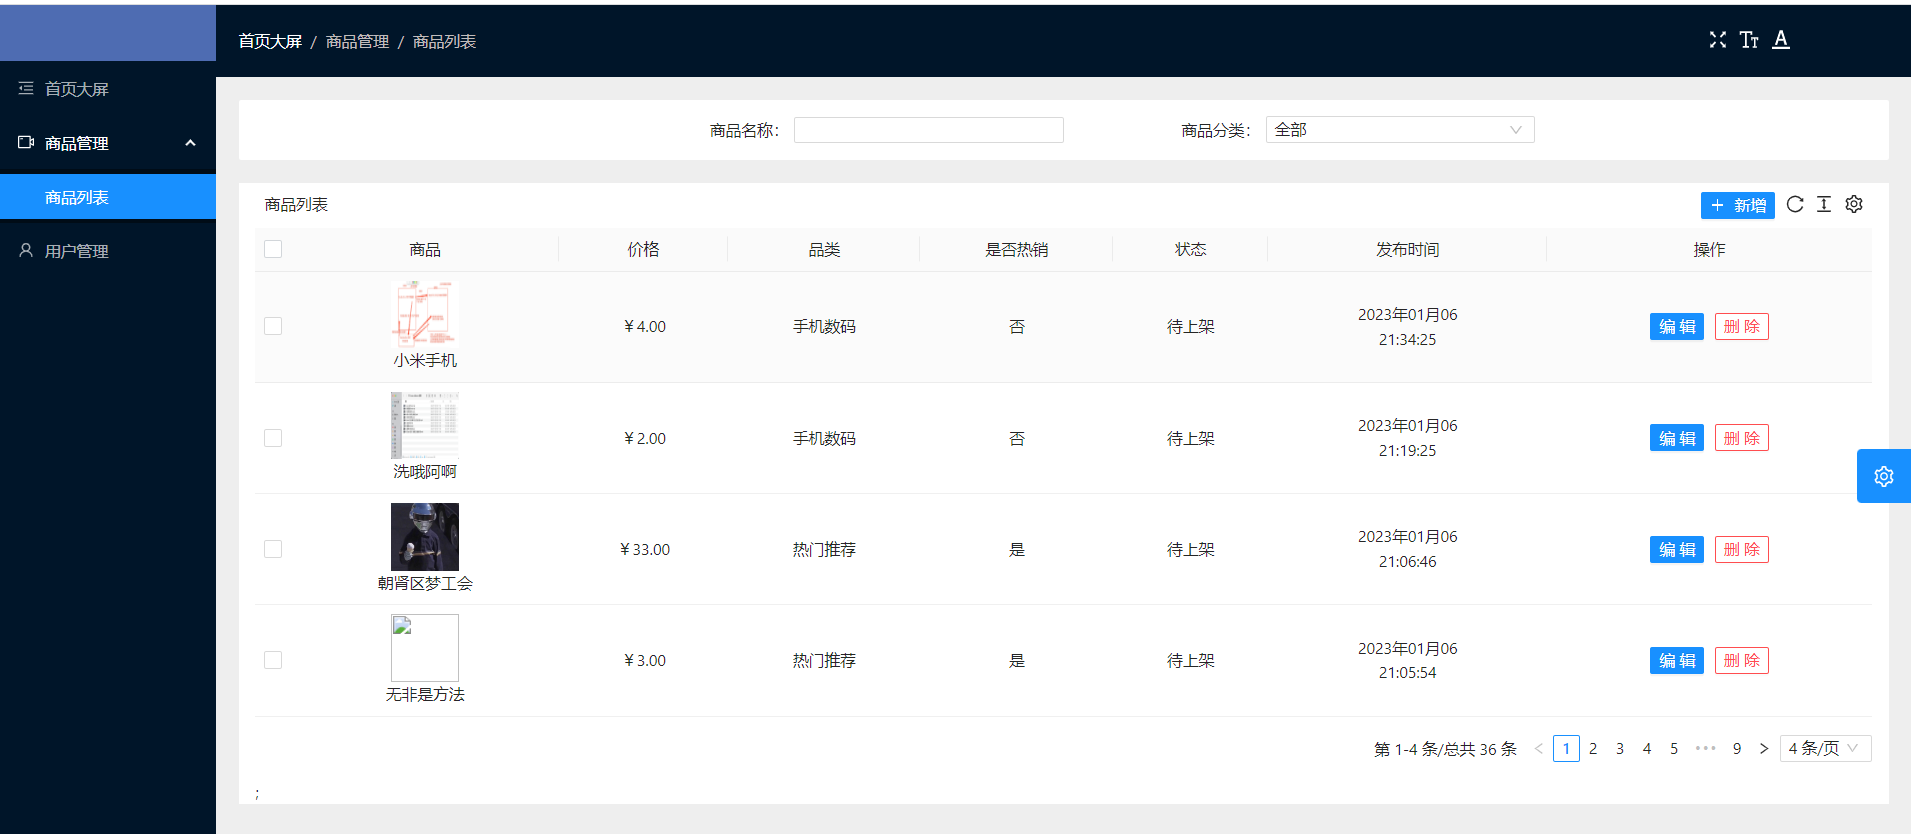 首页大屏 / 商品管理 / 商品列表
首页大屏
商品管理
商品列表
用户管理
商品名称：
商品分类： 全部
商品列表
新增
商品 价格 品类 是否热销 状态 发布时间 操作
小米手机
￥4.00 手机数码 否 待上架 2023年01月06
21:34:25
编 辑 删 除
洗哦阿啊
￥2.00 手机数码 否 待上架 2023年01月06
21:19:25
编 辑 删 除
朝肾区梦工会
￥33.00 热门推荐 是 待上架 2023年01月06
21:06:46
编 辑 删 除
无非是方法
￥3.00 热门推荐 是 待上架 2023年01月06
21:05:54
编 辑 删 除
第 1-4 条/总共 36 条 < 1 2 3 4 5 ••• 9 > 4 条/页
;